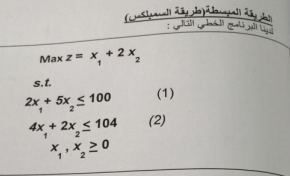 الطريقة المبسطة(طريقة السمبلكس)
لدينا البرنامج الخطي التالي :
Max z = x₁ + 2 x₂
s.t.
2x₁ + 5x₂ ≤ 100 (1)
4x₁ + 2x₂ ≤ 104 (2)
x₁ , x₂ ≥ 0